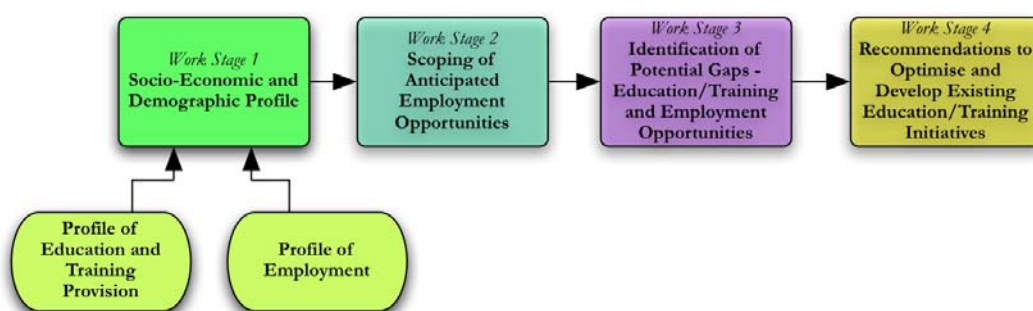 Work Stage 1
Socio-Economic and
Demographic Profile
Work Stage 2
Scoping of
Anticipated
Employment
Opportunities
Work Stage 3
Identification of
Potential Gaps -
Education/Training
and Employment
Opportunities
Work Stage 4
Recommendations to
Optimise and
Develop Existing
Education/Training
Initiatives
Profile of
Education and
Training
Provision
Profile of
Employment